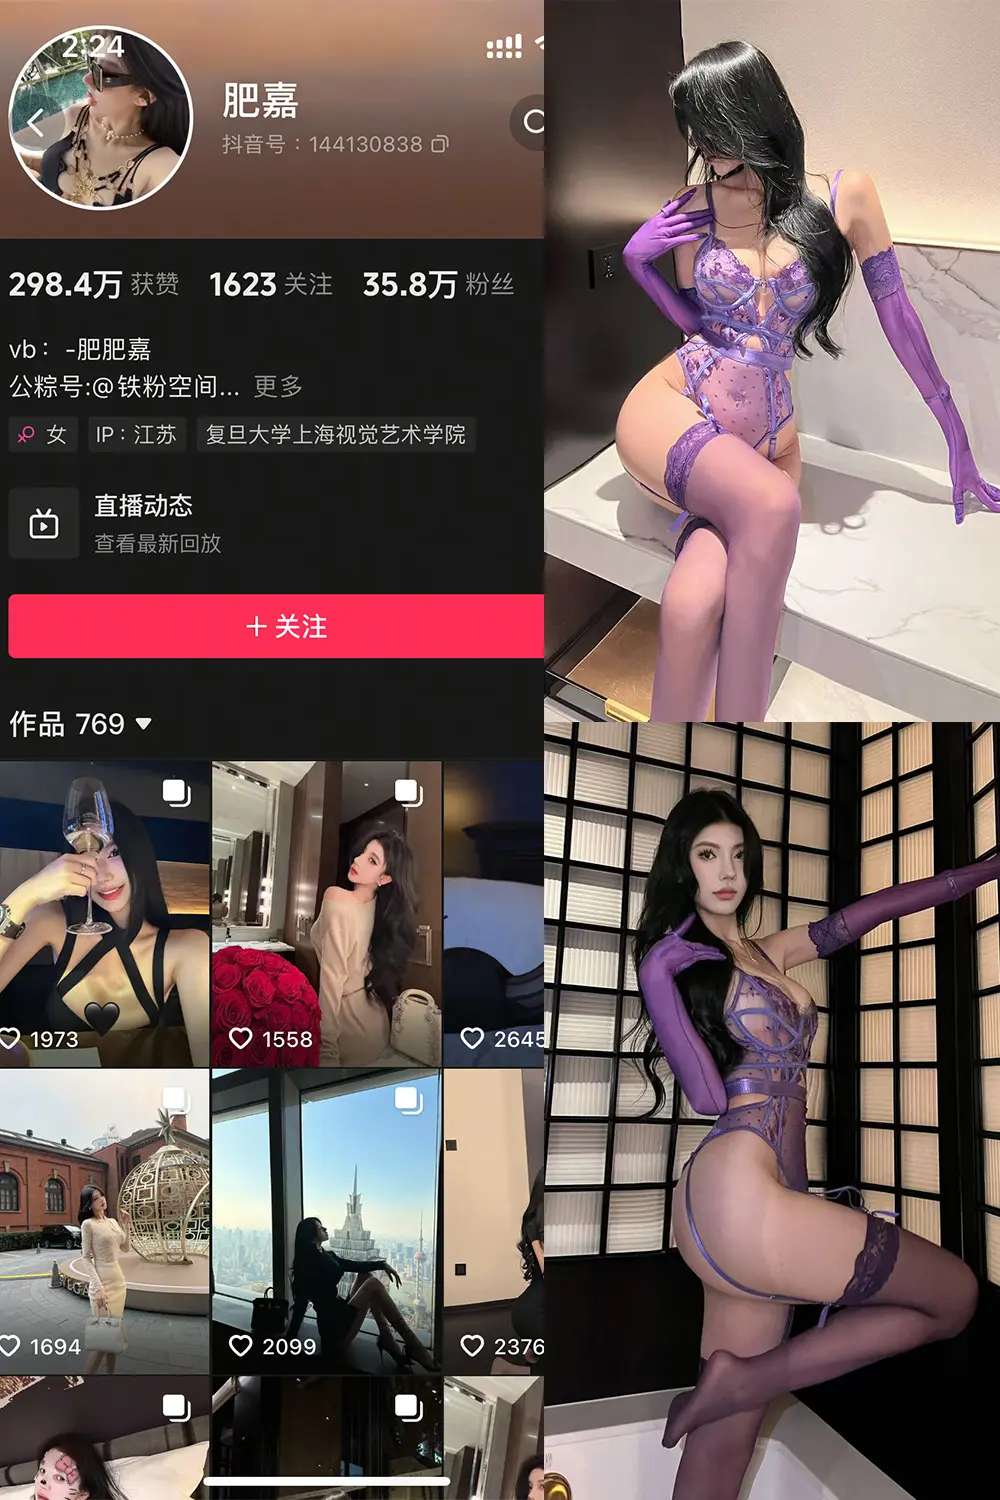 2:24
肥嘉
抖音号：144130838
298.4万 获赞 1623 关注 35.8万 粉丝
vb： -肥肥嘉
公粽号:@铁粉空间... 更多
女 IP：江苏 复旦大学上海视觉艺术学院
直播动态
查看最新回放
+ 关注
作品 769
1973 1558 2645
1694 2099 2376